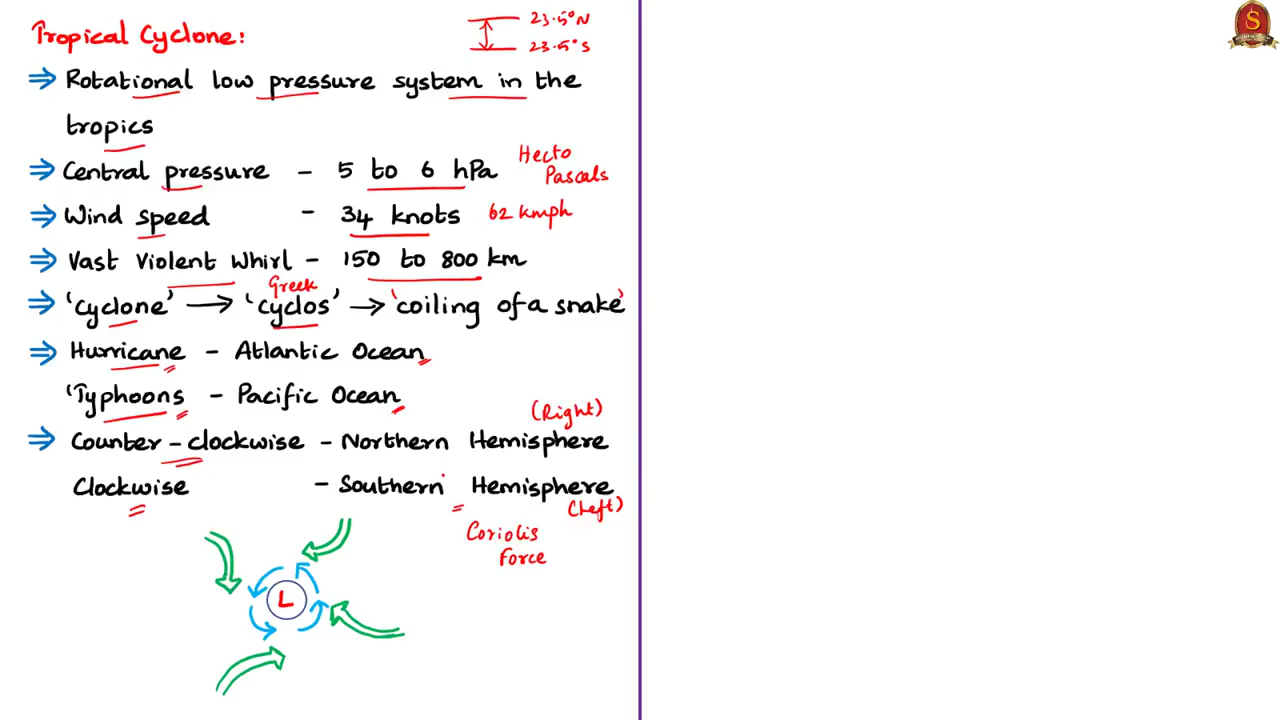 Tropical Cyclone:
23.5°N
23.5°S
⇒ Rotational low pressure system in the
tropics
⇒ Central pressure - 5 to 6 hPa Hecto Pascals
⇒ Wind speed - 34 knots 62 kmph
⇒ Vast Violent Whirl - 150 to 800 km
Greek
⇒ 'Cyclone' → 'cyclos' → 'coiling of a snake'
⇒ Hurricane - Atlantic Ocean
'Typhoons - Pacific Ocean
(Right)
⇒ Counter-clockwise - Northern Hemisphere
Clockwise - Southern Hemisphere
(Left)
Coriolis
Force
L
S